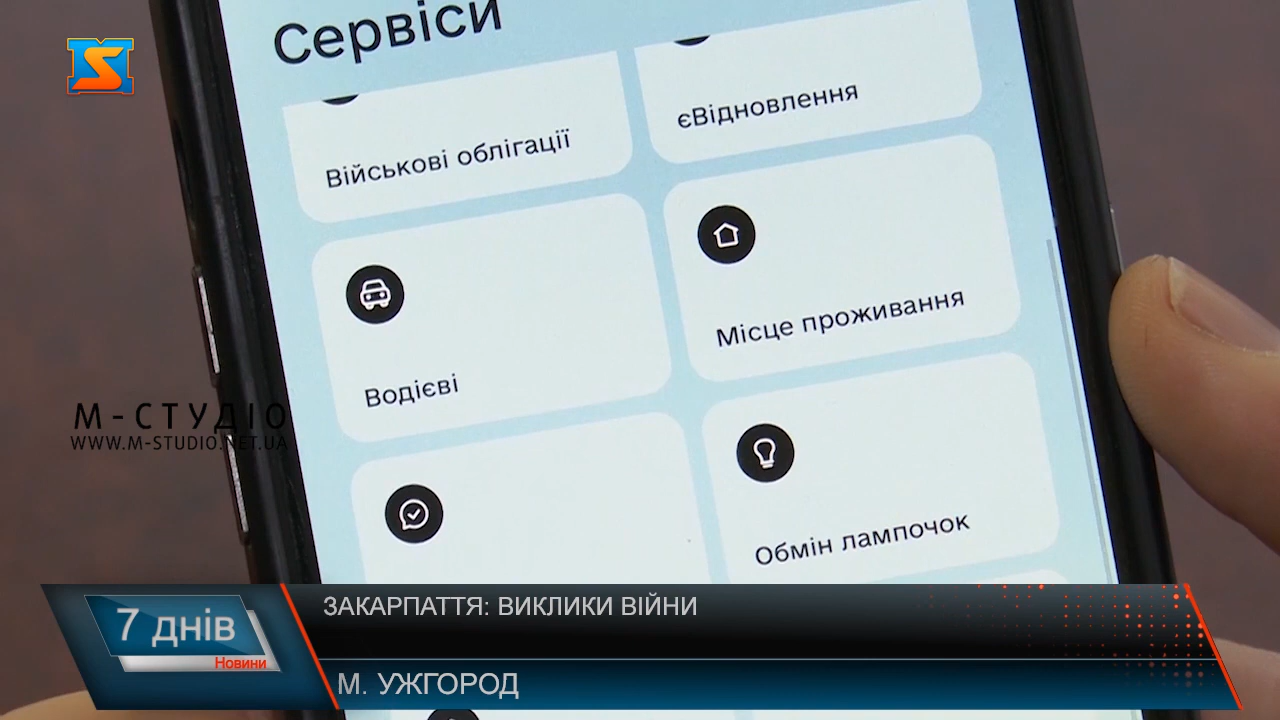 Сервіси
Військові облігації
єВідновлення
Водієві
Місце проживання
Обмін лампочок
М-СТУДІО
WWW.M-STUDIO.NET.UA
7 днів
Новини
ЗАКАРПАТТЯ: ВИКЛИКИ ВІЙНИ
М. УЖГОРОД